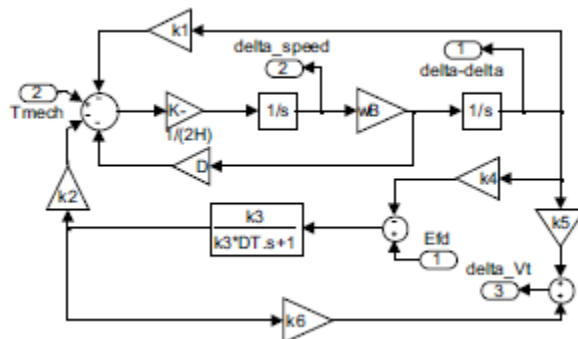 k1
delta_speed
2
1
delta-delta
2
Tmech
K-
1/(2H)
1/s
wB
1/s
D
k4
k2
k5
k3
k3*DT.s+1
Efd
1
delta_Vt
3
k6